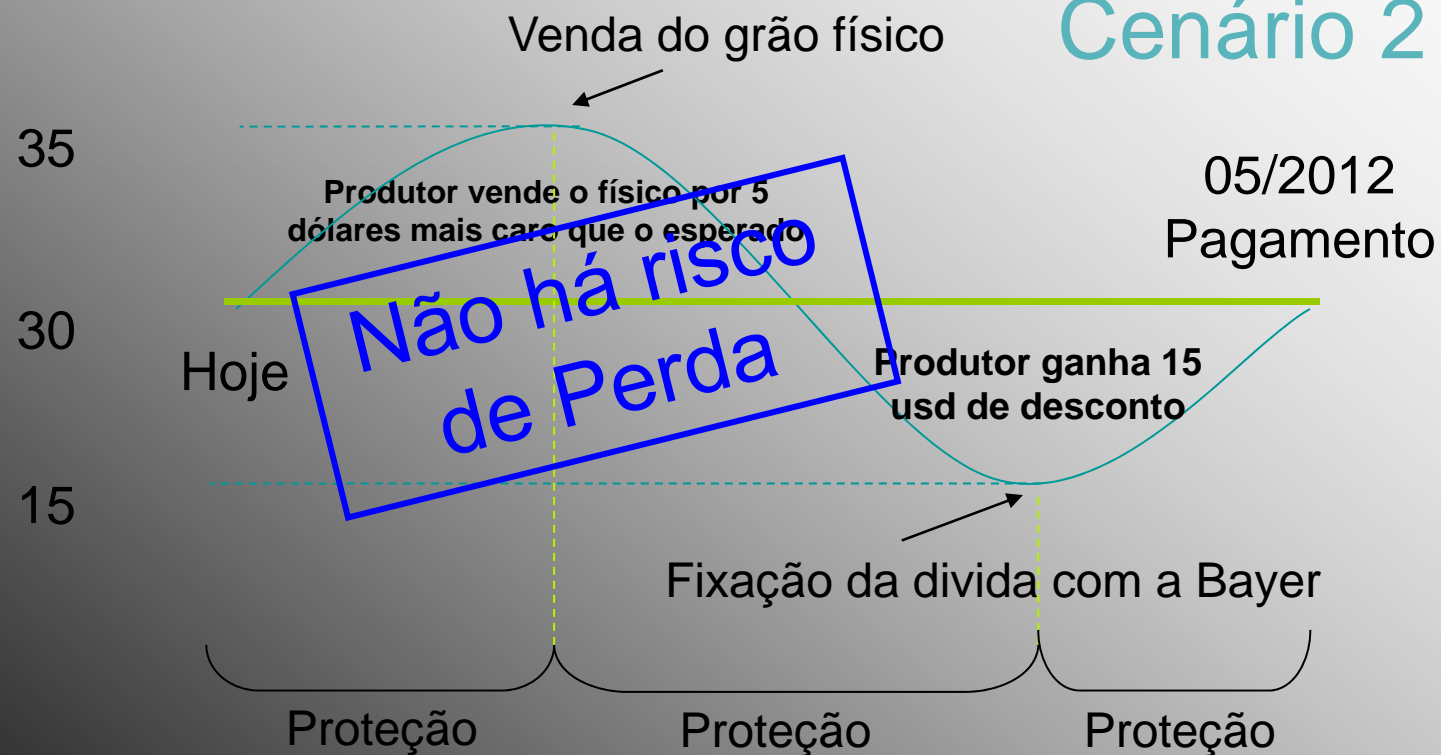 Cenário 2
Venda do grão físico
35
05/2012
Pagamento
Produtor vende o físico por 5
dólares mais caro que o esperado
Não há risco
de Perda
30
Hoje
Produtor ganha 15
usd de desconto
15
Fixação da divida com a Bayer
Proteção
Proteção
Proteção